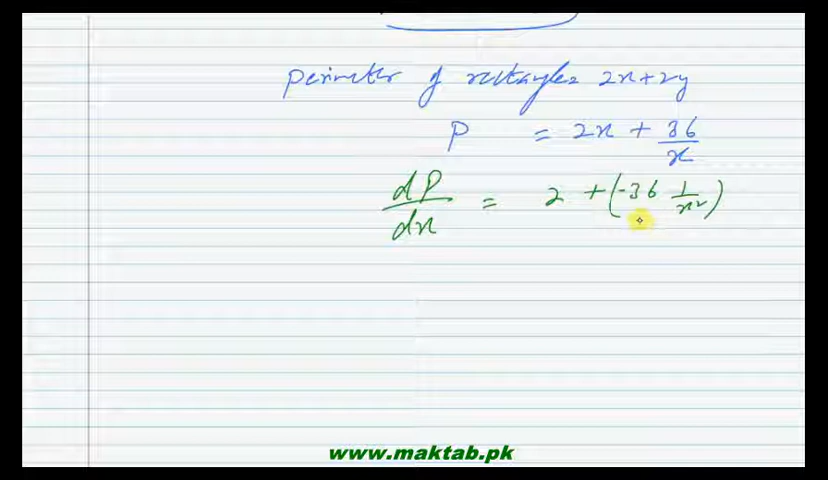 perimeter of rectangle = 2x+2y
P = 2x + 36/x
dP/dx = 2 + (-36 1/x²)
www.maktab.pk